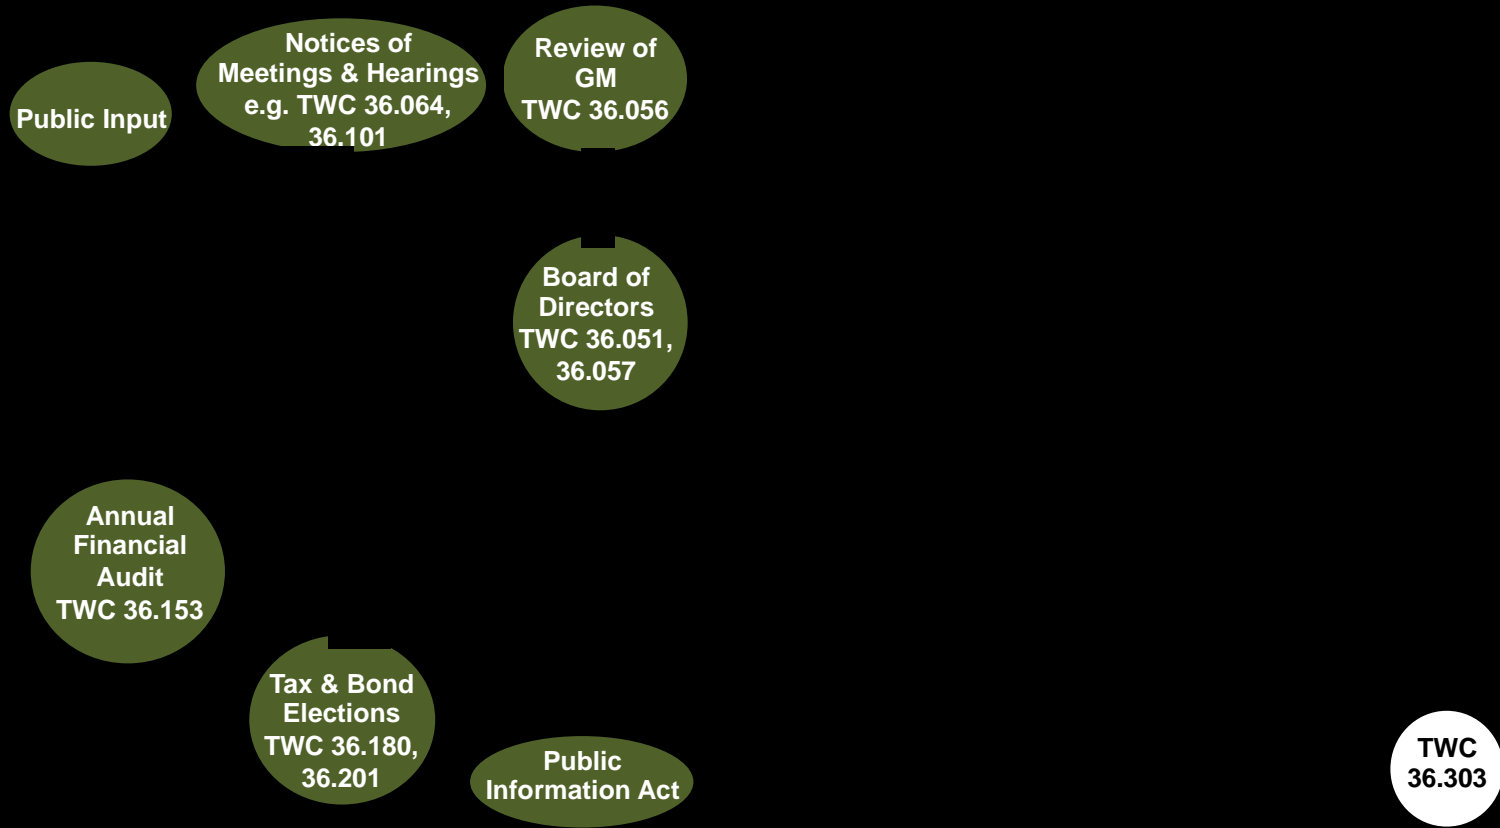 Public Input
Notices of
Meetings & Hearings
e.g. TWC 36.064,
36.101
Review of
GM
TWC 36.056
Board of
Directors
TWC 36.051,
36.057
Annual
Financial
Audit
TWC 36.153
Tax & Bond
Elections
TWC 36.180,
36.201
Public
Information Act
TWC
36.303